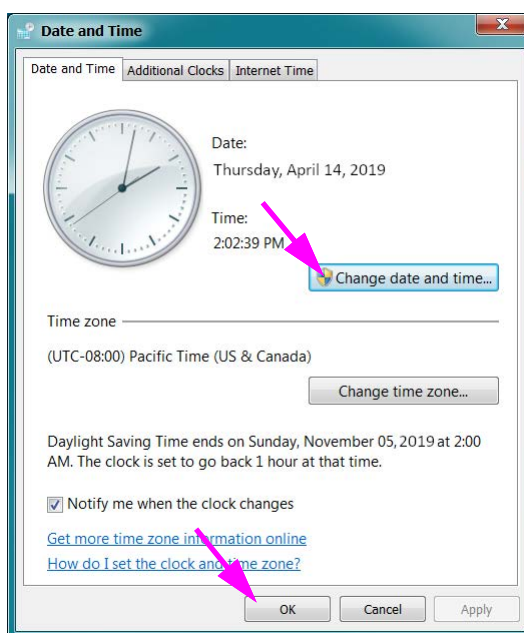 Date and Time
Date and Time Additional Clocks Internet Time
Date:
Thursday, April 14, 2019
Time:
2:02:39 PM
Change date and time...
Time zone
(UTC-08:00) Pacific Time (US & Canada)
Change time zone...
Daylight Saving Time ends on Sunday, November 05, 2019 at 2:00
AM. The clock is set to go back 1 hour at that time.
Notify me when the clock changes
Get more time zone information online
How do I set the clock and time zone?
OK Cancel Apply